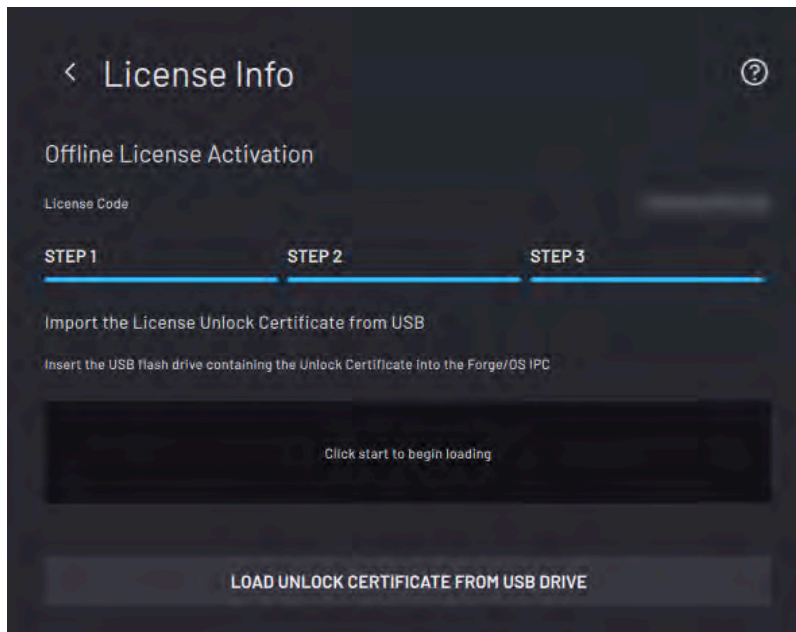 License Info
Offline License Activation
License Code
STEP 1
STEP 2
STEP 3
Import the License Unlock Certificate from USB
Insert the USB flash drive containing the Unlock Certificate into the Forge/OS IPC
Click start to begin loading
LOAD UNLOCK CERTIFICATE FROM USB DRIVE